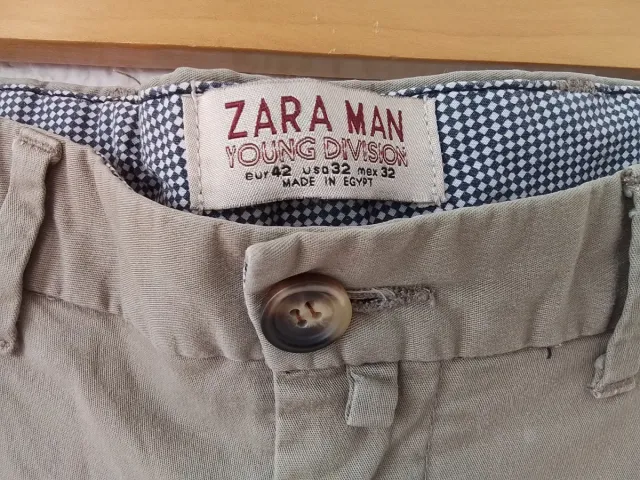 ZARA MAN
YOUNG DIVISION
eur 42 usa 32 mex 32
MADE IN EGYPT